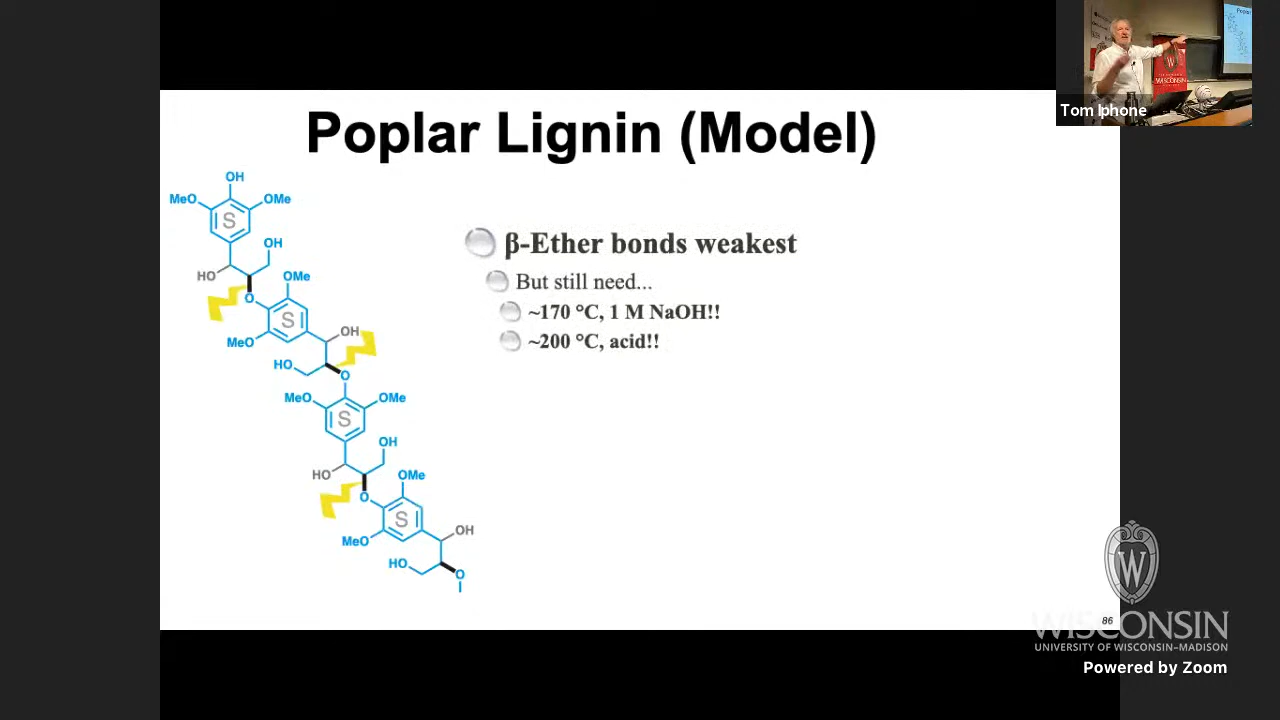 Poplar
WISCONSIN
Tom Iphone
Poplar Lignin (Model)
OH
MeO
OMe
S
OH
HO
O
OMe
S
MeO
OH
HO
O
MeO
OMe
S
OH
HO
O
OMe
S
MeO
OH
HO
O
β-Ether bonds weakest
But still need...
~170 °C, 1 M NaOH!!
~200 °C, acid!!
86
W
WISCONSIN
UNIVERSITY OF WISCONSIN–MADISON
Powered by Zoom